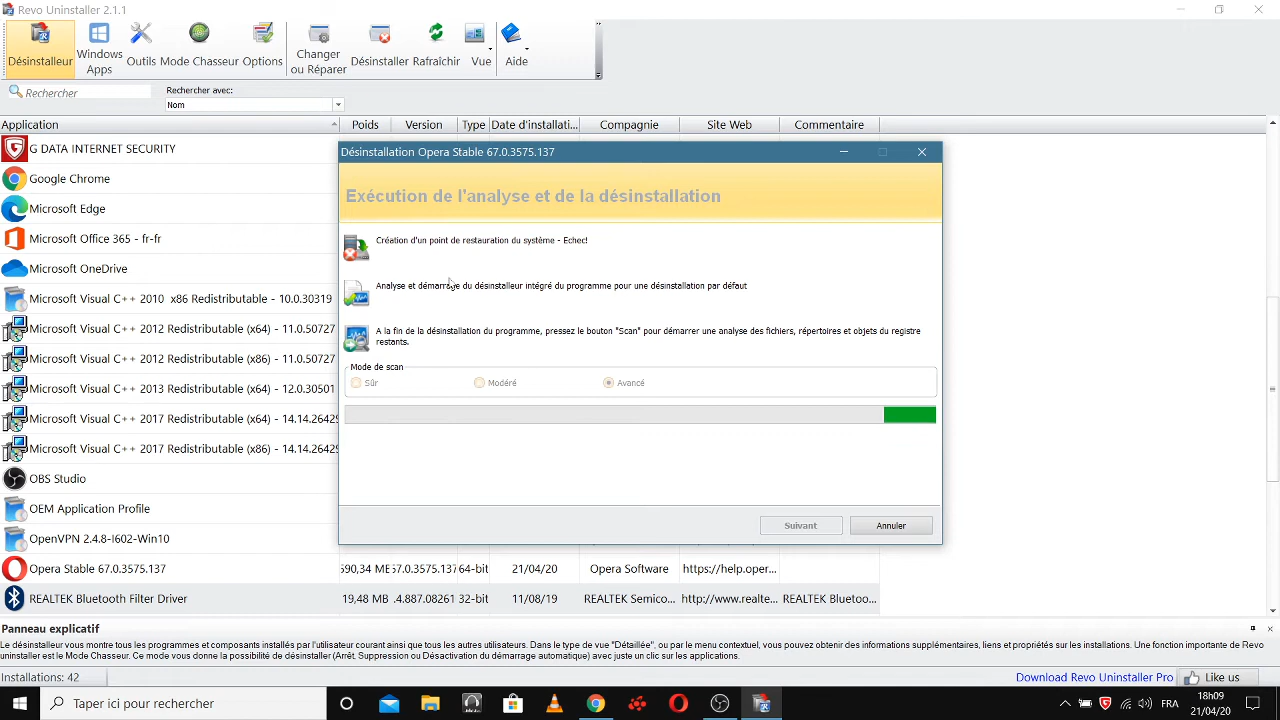 Revo Uninstaller 2.1.1
Désinstalleur
Windows Apps
Outils
Mode Chasseur
Options
Changer ou Réparer
Désinstaller
Rafraîchir
Vue
Aide
Rechercher
Rechercher avec:
Nom
Application Poids Version Type Date d'installati... Compagnie Site Web Commentaire
G DATA INTERNET SECURITY
Google Chrome
Microsoft Edge
Microsoft Office 365 - fr-fr
Microsoft OneDrive
Microsoft Visual C++ 2010 x86 Redistributable - 10.0.30319
Microsoft Visual C++ 2012 Redistributable (x64) - 11.0.50727
Microsoft Visual C++ 2012 Redistributable (x86) - 11.0.50727
Microsoft Visual C++ 2013 Redistributable (x64) - 12.0.30501
Microsoft Visual C++ 2017 Redistributable (x64) - 14.14.26429
Microsoft Visual C++ 2017 Redistributable (x86) - 14.14.26429
OBS Studio
OEM Application Profile
OpenVPN 2.4.8-I602-Win10
Opera Stable 67.0.3575.137 590,34 ME 67.0.3575.137 64-bit 21/04/20 Opera Software https://help.oper...
REALTEK Bluetooth Filter Driver 19,48 MB .4.887.08261 32-bit 11/08/19 REALTEK Semico... http://www.realte... REALTEK Bluetoo...
Désinstallation Opera Stable 67.0.3575.137
Exécution de l'analyse et de la désinstallation
Création d'un point de restauration du système - Echec!
Analyse et démarrage du désinstalleur intégré du programme pour une désinstallation par défaut
A la fin de la désinstallation du programme, pressez le bouton "Scan" pour démarrer une analyse des fichiers, répertoires et objets du registre
restants.
Mode de scan
Sûr Modéré Avancé
Suivant Annuler
Panneau explicatif
Le désinstalleur vous montre tous les programmes et composants installés par l'utilisateur courant ainsi que tous les autres utilisateurs. Dans le type de vue "Détaillée", ou par le menu contextuel, vous pouvez obtenir des informations supplémentaires, liens et propriétés sur les installations. Une fonction importante de Revo
uninstaller est le Mode Chasseur. Ce mode vous donne la possibilité de désinstaller (Arrêt, Suppression ou Désactivation du démarrage automatique) avec juste un clic sur les applications.
Installations: 42
Download Revo Uninstaller Pro
Like us
Taper ici pour rechercher
FRA
18:09
21/04/20